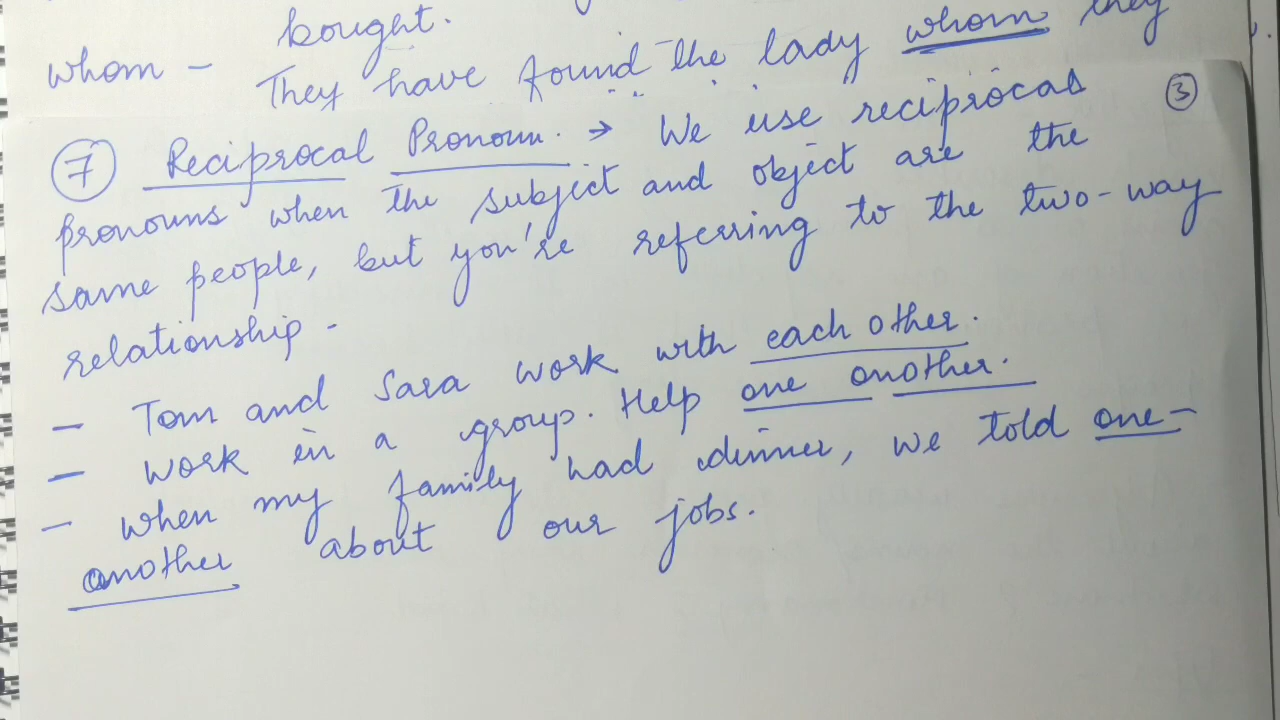 bought.
whom – They have found the lady whom they
③
⑦ Reciprocal Pronoun. → We use reciprocal
pronouns when the subject and object are the
same people, but you're referring to the two-way
relationship -
– Tom and Sara work with each other.
– Work in a group. Help one another.
– When my family had dinner, we told one-
another about our jobs.